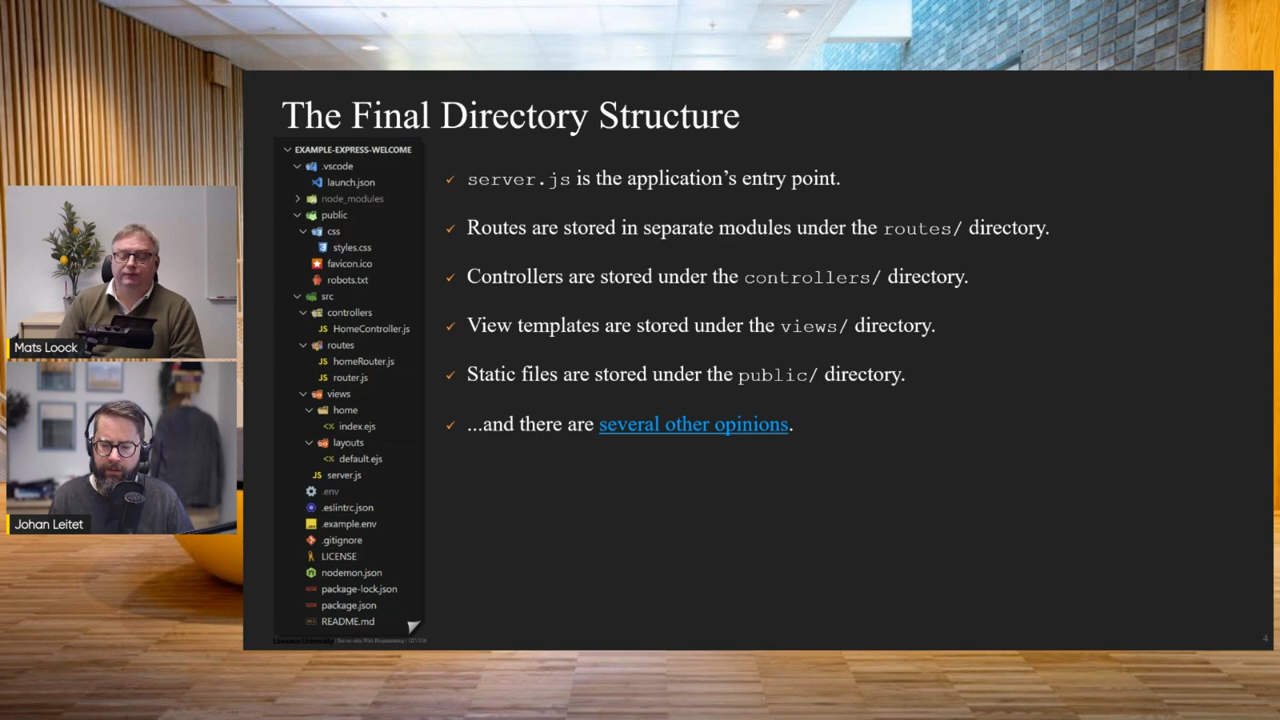 The Final Directory Structure
EXAMPLE-EXPRESS-WELCOME
.vscode
launch.json
node_modules
public
css
styles.css
favicon.ico
robots.txt
src
controllers
JS HomeController.js
routes
JS homeRouter.js
JS router.js
views
home
<> index.ejs
layouts
<> default.ejs
JS server.js
.env
.eslintrc.json
.example.env
.gitignore
LICENSE
nodemon.json
package-lock.json
package.json
README.md
server.js is the application’s entry point.
Routes are stored in separate modules under the routes/ directory.
Controllers are stored under the controllers/ directory.
View templates are stored under the views/ directory.
Static files are stored under the public/ directory.
...and there are several other opinions.
Mats Loock
Johan Leitet
4